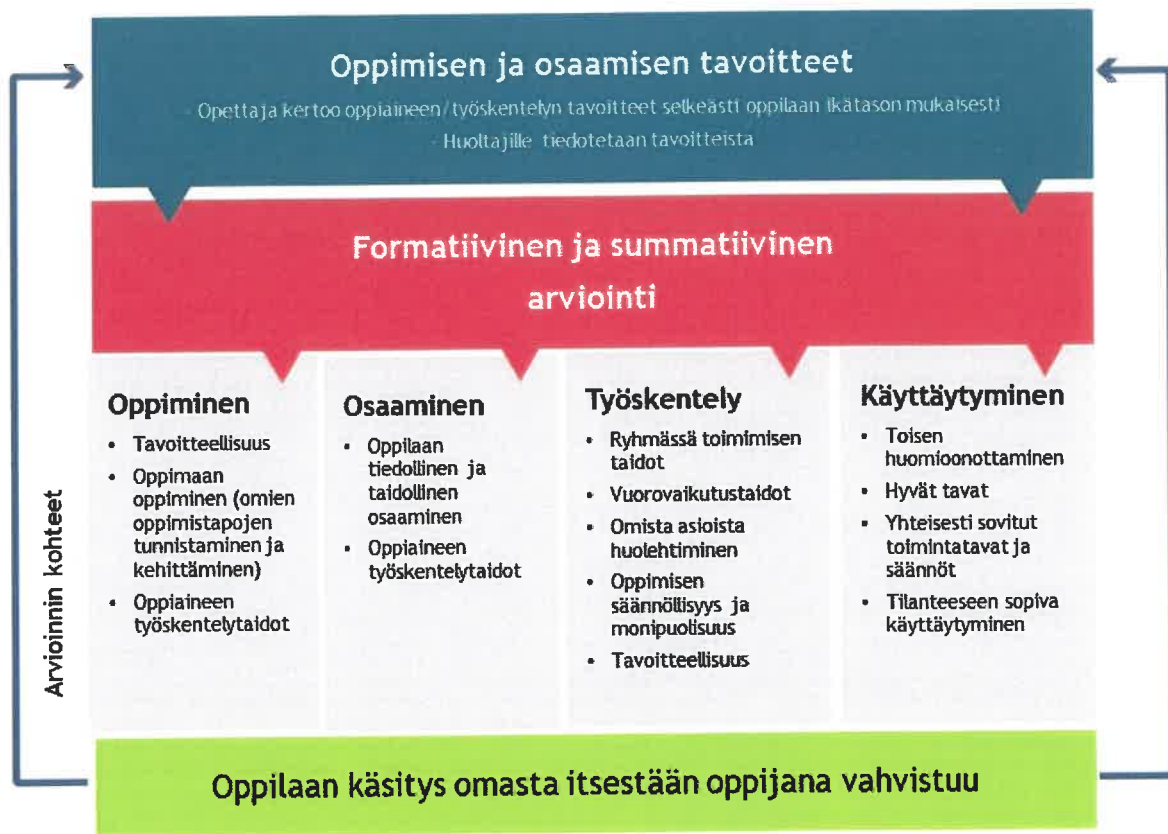 Oppimisen ja osaamisen tavoitteet
- Opettaja kertoo oppiaineen/työskentelyn tavoitteet selkeästi oppilaan ikätason mukaisesti
- Huoltajille tiedotetaan tavoitteista
Formatiivinen ja summatiivinen
arviointi
Arvioinnin kohteet
Oppiminen
• Tavoitteellisuus
• Oppimaan
oppiminen (omien
oppimistapojen
tunnistaminen ja
kehittäminen)
• Oppiaineen
työskentelytaidot
Osaaminen
• Oppilaan
tiedollinen ja
taidollinen
osaaminen
• Oppiaineen
työskentelytaidot
Työskentely
• Ryhmässä toimimisen
taidot
• Vuorovaikutustaidot
• Omista asioista
huolehtiminen
• Oppimisen
säännöllisyys ja
monipuolisuus
• Tavoitteellisuus
Käyttäytyminen
• Toisen
huomioonottaminen
• Hyvät tavat
• Yhteisesti sovitut
toimintatavat ja
säännöt
• Tilanteeseen sopiva
käyttäytyminen
Oppilaan käsitys omasta itsestään oppijana vahvistuu